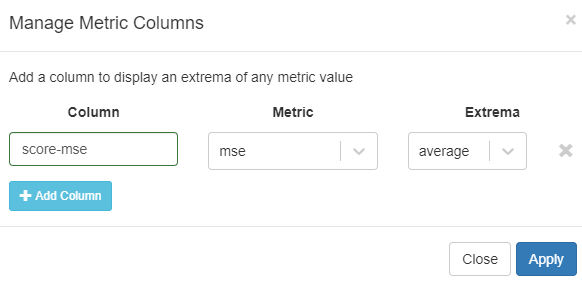 Manage Metric Columns
Add a column to display an extrema of any metric value
Column Metric Extrema
score-mse mse average
Add Column
Close Apply